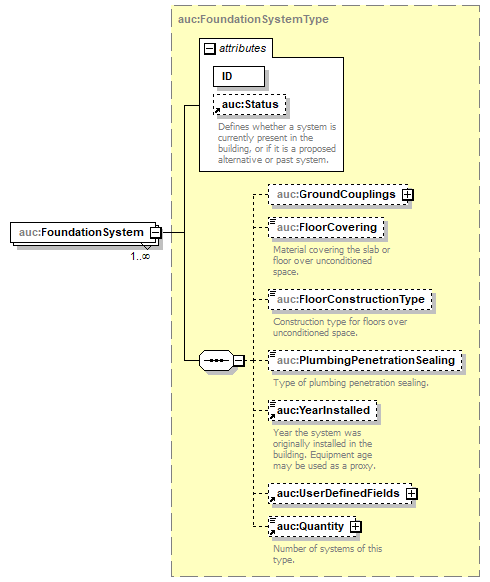 auc:FoundationSystemType
attributes
ID
auc:Status
Defines whether a system is
currently present in the
building, or if it is a proposed
alternative or past system.
auc:GroundCouplings
auc:FoundationSystem
1..∞
auc:FloorCovering
Material covering the slab or
floor over unconditioned
space.
auc:FloorConstructionType
Construction type for floors over
unconditioned space.
auc:PlumbingPenetrationSealing
Type of plumbing penetration sealing.
auc:YearInstalled
Year the system was
originally installed in the
building. Equipment age
may be used as a proxy.
auc:UserDefinedFields
auc:Quantity
Number of systems of this
type.